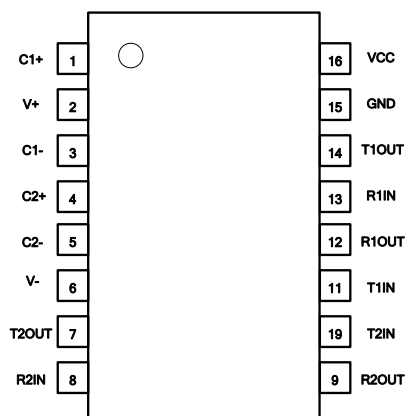 C1+ 1 16 VCC
V+ 2 15 GND
C1- 3 14 T1OUT
C2+ 4 13 R1IN
C2- 5 12 R1OUT
V- 6 11 T1IN
T2OUT 7 19 T2IN
R2IN 8 9 R2OUT